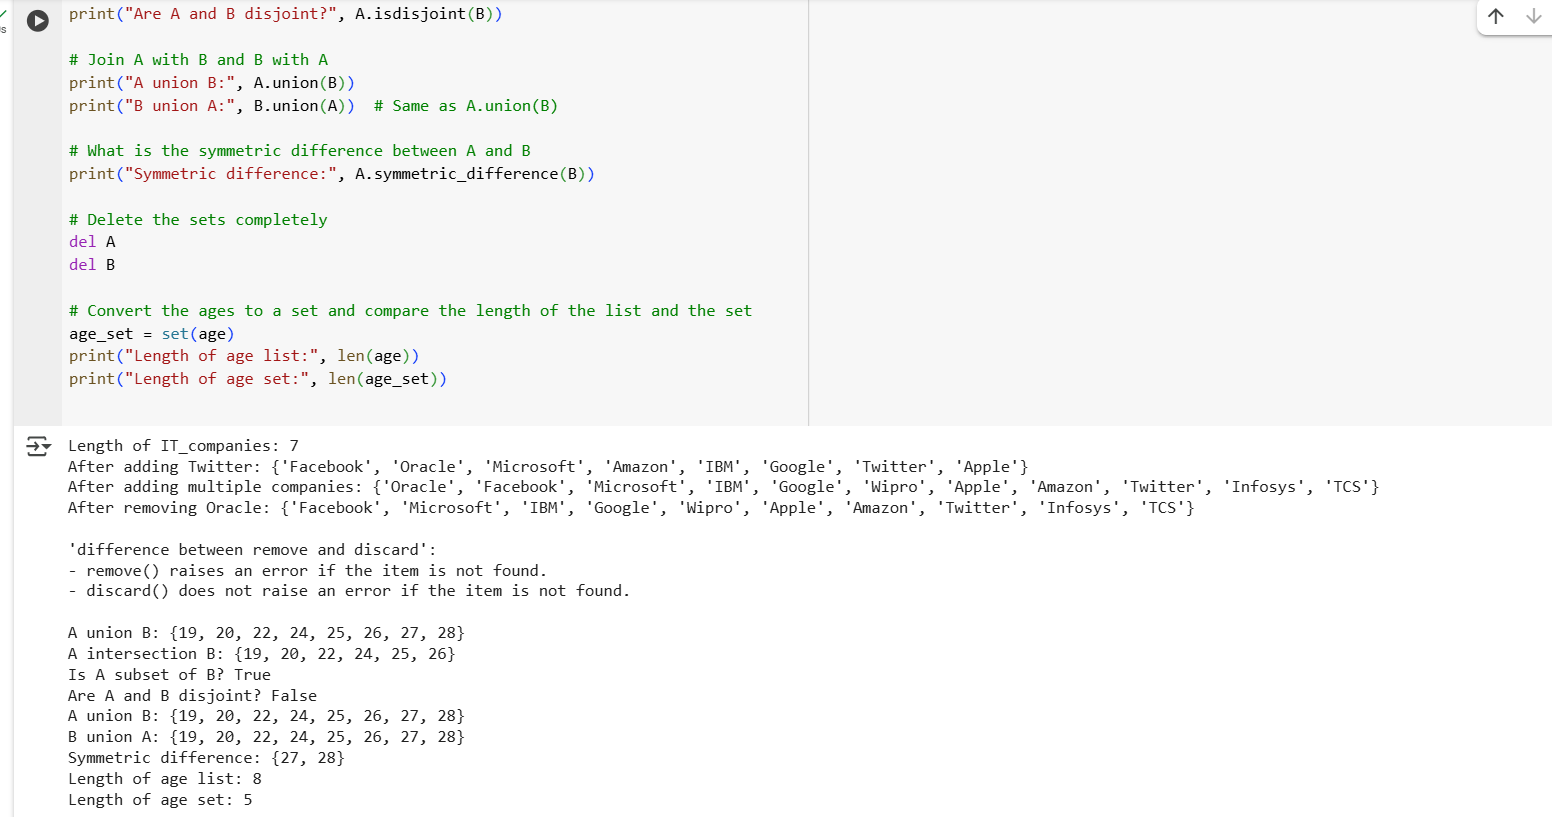 print("Are A and B disjoint?", A.isdisjoint(B))
# Join A with B and B with A
print("A union B:", A.union(B))
print("B union A:", B.union(A))  # Same as A.union(B)
# What is the symmetric difference between A and B
print("Symmetric difference:", A.symmetric_difference(B))
# Delete the sets completely
del A
del B
# Convert the ages to a set and compare the length of the list and the set
age_set = set(age)
print("Length of age list:", len(age))
print("Length of age set:", len(age_set))
Length of IT_companies: 7
After adding Twitter: {'Facebook', 'Oracle', 'Microsoft', 'Amazon', 'IBM', 'Google', 'Twitter', 'Apple'}
After adding multiple companies: {'Oracle', 'Facebook', 'Microsoft', 'IBM', 'Google', 'Wipro', 'Apple', 'Amazon', 'Twitter', 'Infosys', 'TCS'}
After removing Oracle: {'Facebook', 'Microsoft', 'IBM', 'Google', 'Wipro', 'Apple', 'Amazon', 'Twitter', 'Infosys', 'TCS'}
'difference between remove and discard':
- remove() raises an error if the item is not found.
- discard() does not raise an error if the item is not found.
A union B: {19, 20, 22, 24, 25, 26, 27, 28}
A intersection B: {19, 20, 22, 24, 25, 26}
Is A subset of B? True
Are A and B disjoint? False
A union B: {19, 20, 22, 24, 25, 26, 27, 28}
B union A: {19, 20, 22, 24, 25, 26, 27, 28}
Symmetric difference: {27, 28}
Length of age list: 8
Length of age set: 5